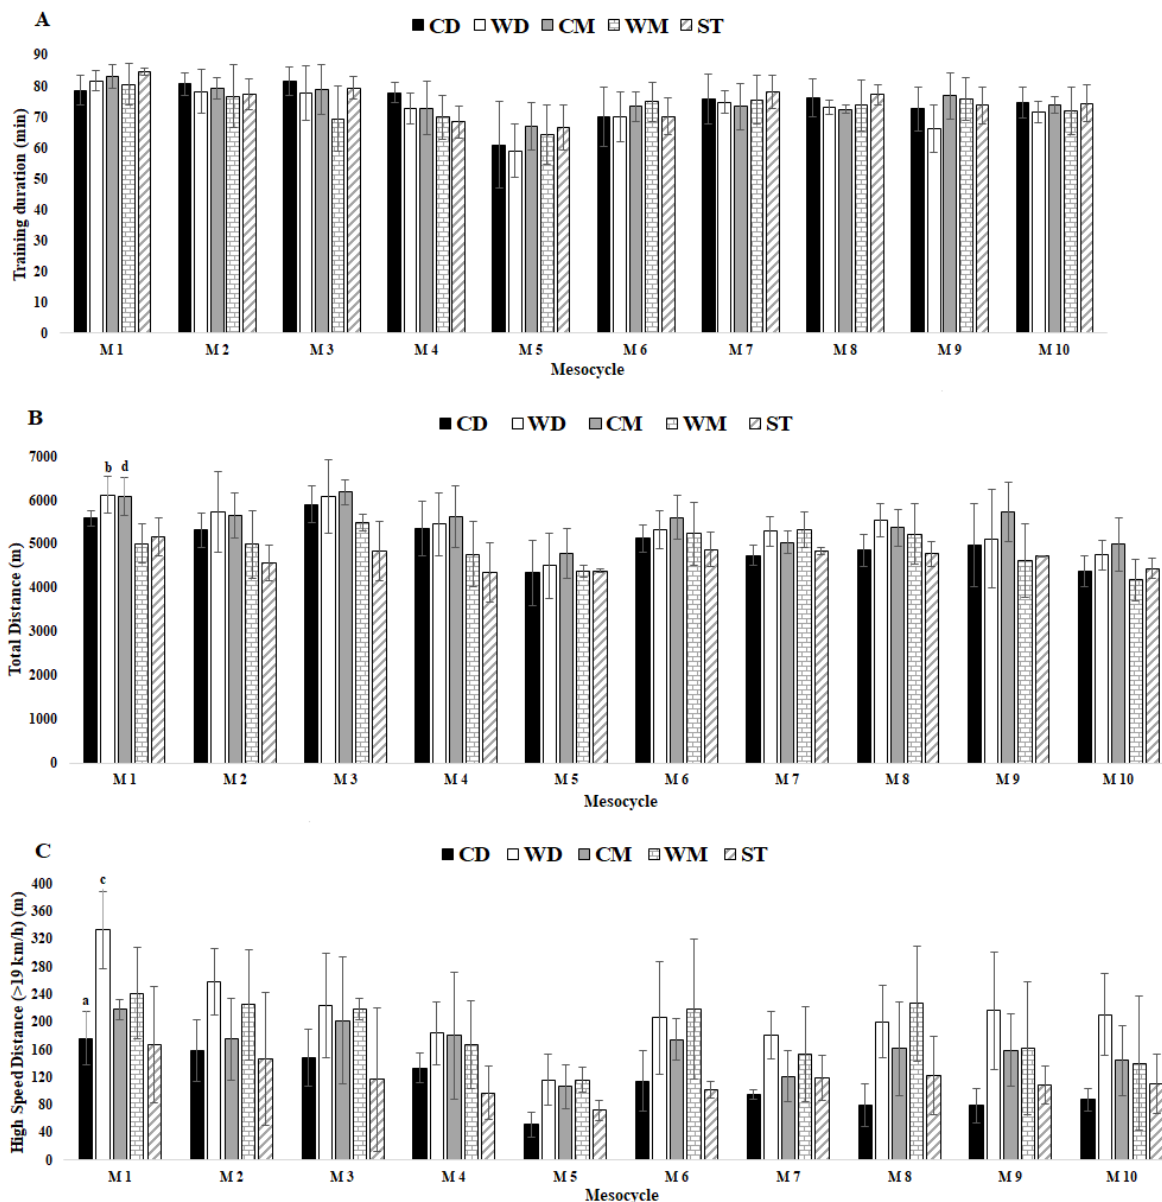 A
CD WD CM WM ST
90
80
70
60
50
40
30
20
10
0
Training duration (min)
M 1 M 2 M 3 M 4 M 5 M 6 M 7 M 8 M 9 M 10
Mesocycle
B
CD WD CM WM ST
7000
6000
5000
4000
3000
2000
1000
0
Total Distance (m)
b d
M 1 M 2 M 3 M 4 M 5 M 6 M 7 M 8 M 9 M 10
Mesocycle
C
CD WD CM WM ST
400
360
320
280
240
200
160
120
80
40
0
High Speed Distance (>19 km/h) (m)
c
a
M 1 M 2 M 3 M 4 M 5 M 6 M 7 M 8 M 9 M 10
Mesocycle